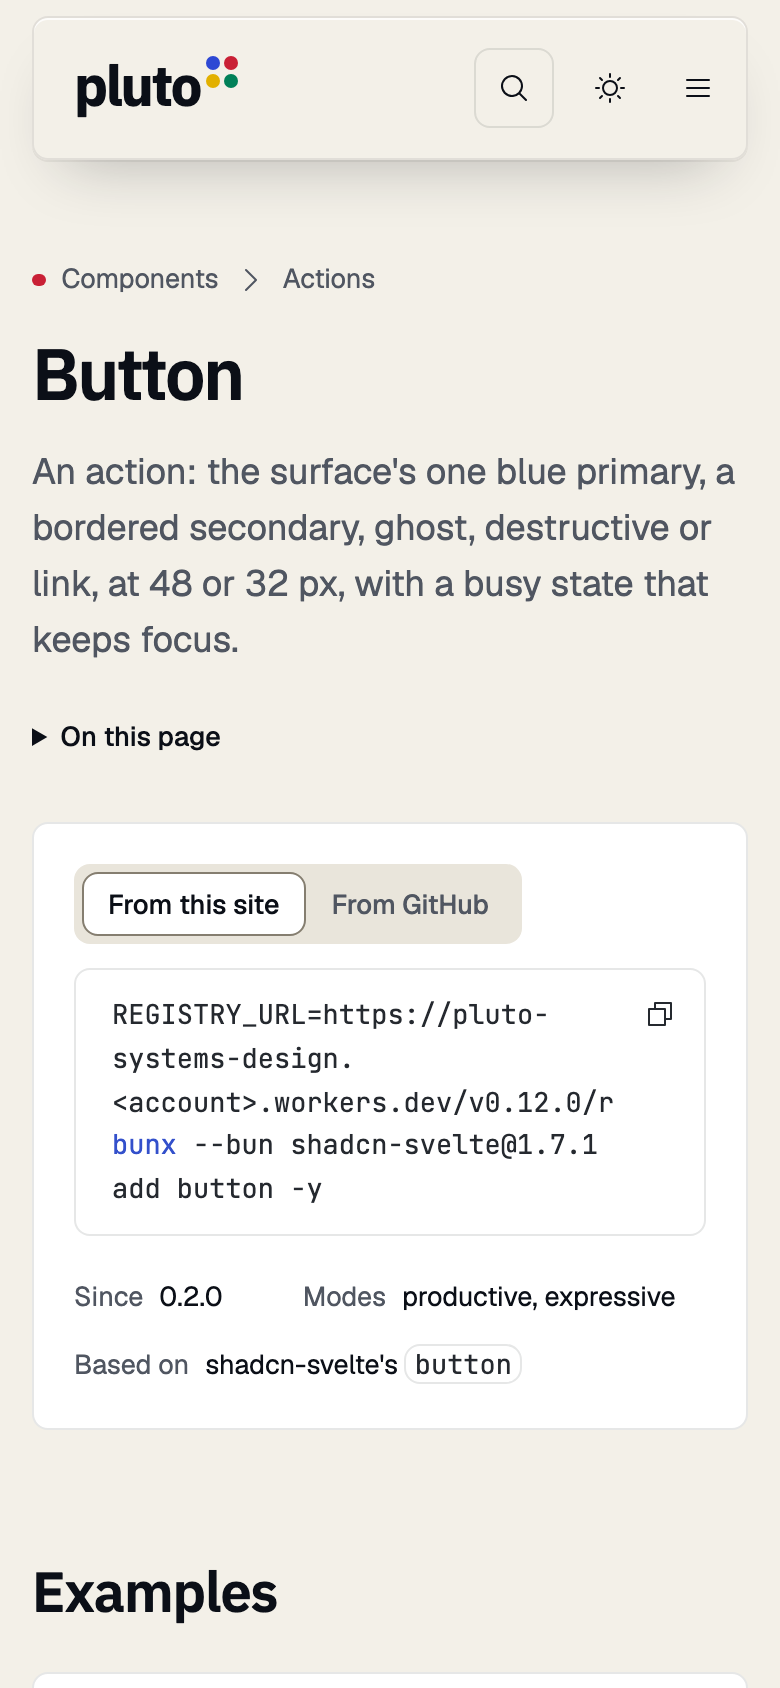 pluto
Components
Actions
Button
An action: the surface's one blue primary, a
bordered secondary, ghost, destructive or
link, at 48 or 32 px, with a busy state that
keeps focus.
On this page
From this site
From GitHub
REGISTRY_URL=https://pluto-
systems-design.
<account>.workers.dev/v0.12.0/r
bunx --bun shadcn-svelte@1.7.1
add button -y
Since 0.2.0
Modes productive, expressive
Based on shadcn-svelte's button
Examples